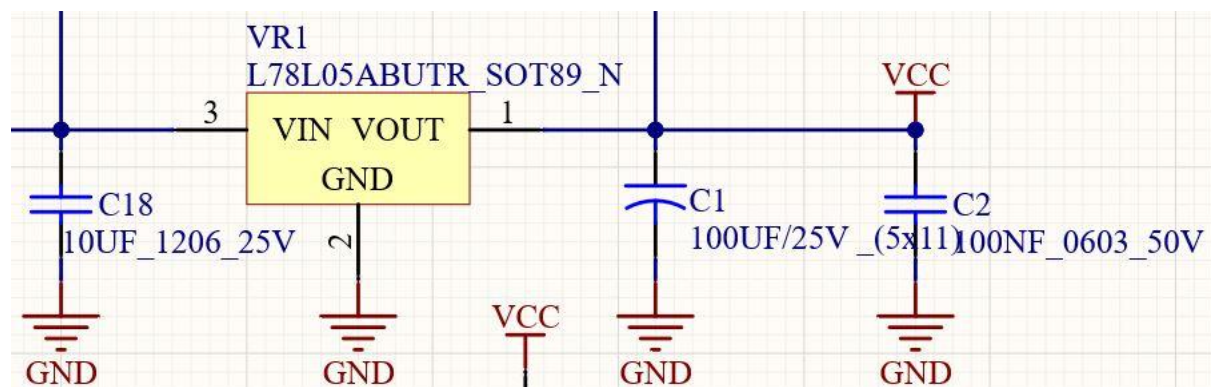 VR1
L78L05ABUTR_SOT89_N
VCC
3
VIN VOUT
1
GND
C18
10UF_1206_25V
2
C1
100UF/25V _(5x11)
C2
100NF_0603_50V
VCC
GND
GND
GND
GND